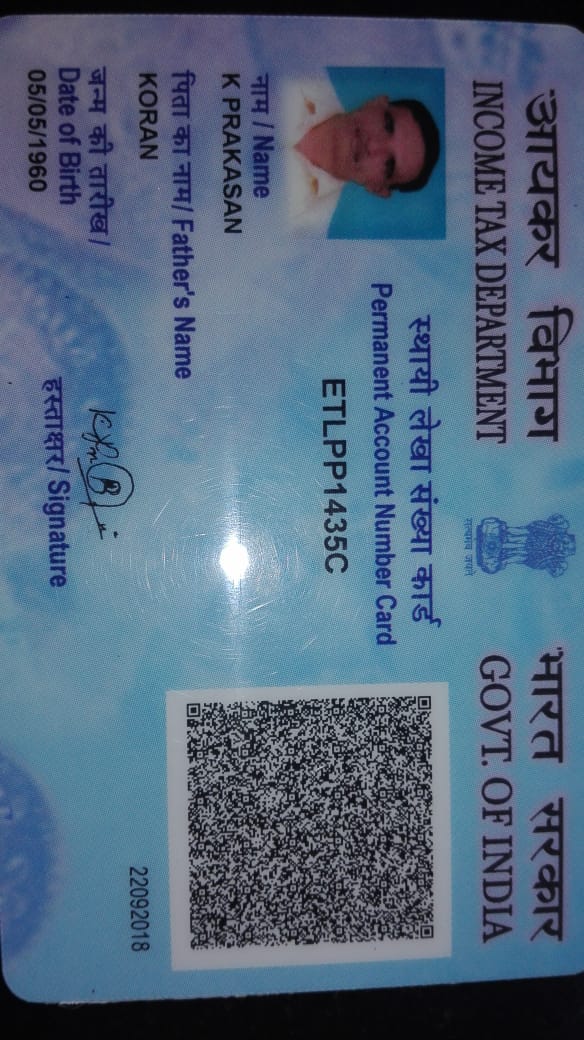 आयकर विभाग
INCOME TAX DEPARTMENT
सत्यमेव जयते
भारत सरकार
GOVT. OF INDIA
स्थायी लेखा संख्या कार्ड
Permanent Account Number Card
ETLPP1435C
नाम / Name
K PRAKASAN
पिता का नाम / Father's Name
KORAN
जन्म की तारीख /
Date of Birth
05/05/1960
हस्ताक्षर / Signature
22092018